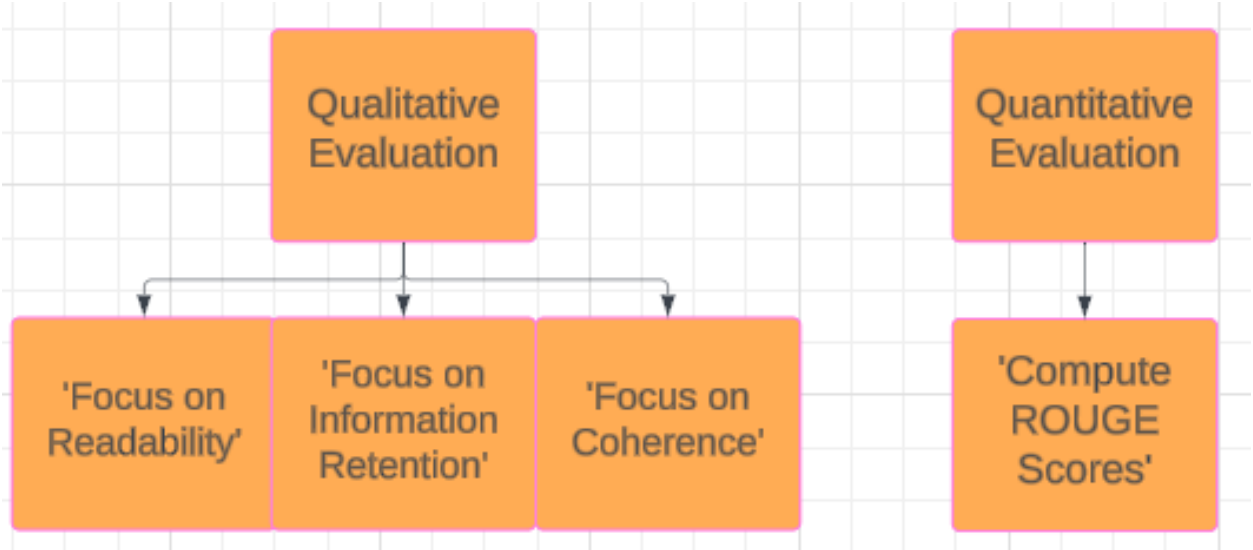 Qualitative
Evaluation
Quantitative
Evaluation
'Focus on
Readability'
'Focus on
Information
Retention'
'Focus on
Coherence'
'Compute
ROUGE
Scores'